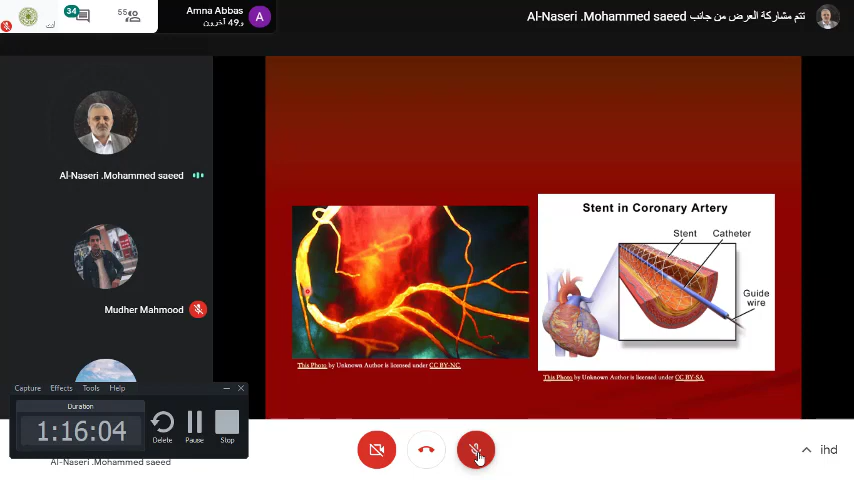 34
55
أنت
Amna Abbas
و49 آخرون
A
تتم مشاركة العرض من جانب Al-Naseri .Mohammed saeed
Al-Naseri .Mohammed saeed
Mudher Mahmood
Stent in Coronary Artery
Stent
Catheter
Guide
wire
This Photo by Unknown Author is licensed under CC BY-NC
This Photo by Unknown Author is licensed under CC BY-SA
Capture Effects Tools Help
Duration
1:16:04
Delete
Pause
Stop
Al-Naseri .Mohammed saeed
ihd